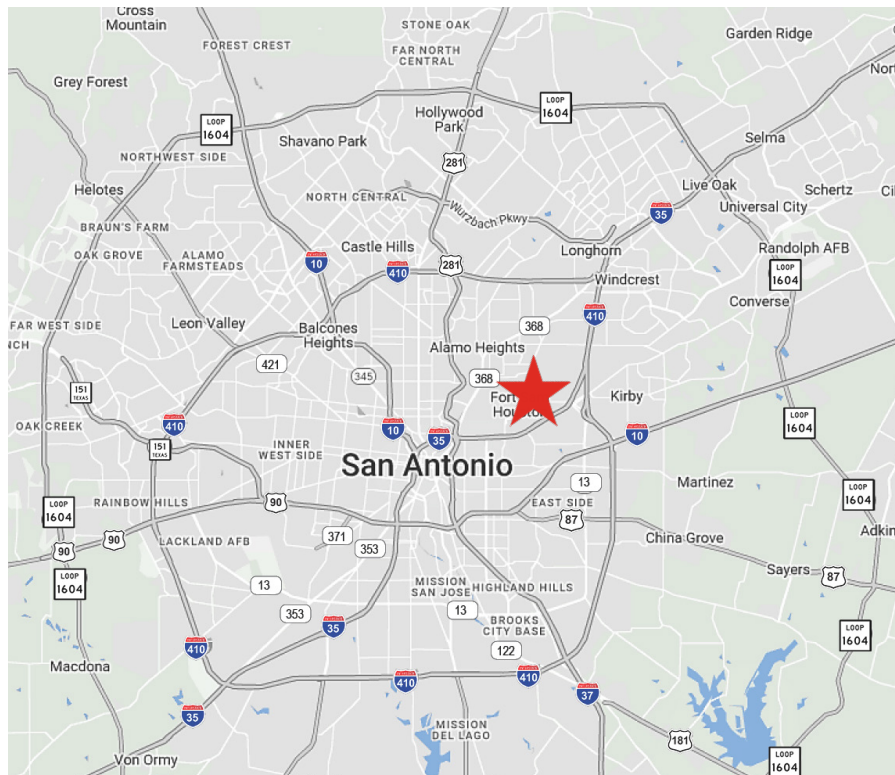 Cross
Mountain
STONE OAK
Garden Ridge
FOREST CREST
FAR NORTH
CENTRAL
Grey Forest
LOOP
1604
Hollywood
Park
LOOP
1604
Shavano Park
Selma
NORTHWEST SIDE
281
Helotes
NORTH CENTRAL
Live Oak
Schertz
Universal City
Wurzbach Pkwy
35
BRAUN'S FARM
OAK GROVE
ALAMO
FARMSTEADS
Castle Hills
Longhorn
Randolph AFB
10
410
281
Windcrest
LOOP
1604
Converse
FAR WEST SIDE
Leon Valley
Balcones
Heights
368
410
Alamo Heights
421
345
368
Fort
Houston
Kirby
151
TEXAS
OAK CREEK
410
10
35
10
LOOP
1604
151
TEXAS
INNER
WEST SIDE
San Antonio
13
Martinez
RAINBOW HILLS
90
EAST SIDE
87
LOOP
1604
LOOP
1604
90
90
LACKLAND AFB
371
353
China Grove
LOOP
1604
13
353
MISSION
SAN JOSE
HIGHLAND HILLS
Sayers
87
13
BROOKS
CITY BASE
35
122
LOOP
1604
410
Macdona
410
410
37
35
MISSION
DEL LAGO
181
Von Ormy
LOOP
1604